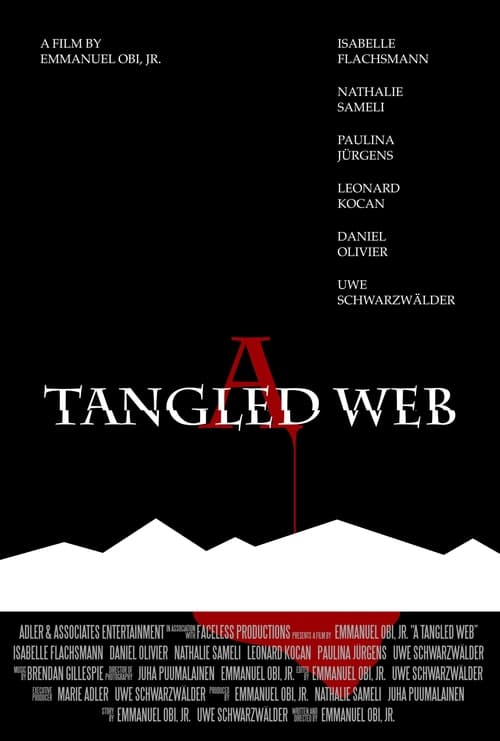 A FILM BY
EMMANUEL OBI, JR.
ISABELLE
FLACHSMANN
NATHALIE
SAMELI
PAULINA
JÜRGENS
LEONARD
KOCAN
DANIEL
OLIVIER
UWE
SCHWARZWÄLDER
A
TANGLED WEB
ADLER & ASSOCIATES ENTERTAINMENT IN ASSOCIATION WITH FACELESS PRODUCTIONS PRESENTS A FILM BY EMMANUEL OBI, JR. "A TANGLED WEB"
ISABELLE FLACHSMANN DANIEL OLIVIER NATHALIE SAMELI LEONARD KOCAN PAULINA JÜRGENS UWE SCHWARZWÄLDER
MUSIC BY BRENDAN GILLESPIE DIRECTOR OF PHOTOGRAPHY JUHA PUUMALAINEN EMMANUEL OBI, JR. EDITED BY EMMANUEL OBI, JR. UWE SCHWARZWÄLDER
EXECUTIVE PRODUCER MARIE ADLER UWE SCHWARZWÄLDER PRODUCED BY EMMANUEL OBI, JR. NATHALIE SAMELI JUHA PUUMALAINEN
STORY BY EMMANUEL OBI, JR. UWE SCHWARZWÄLDER WRITTEN AND DIRECTED BY EMMANUEL OBI, JR.